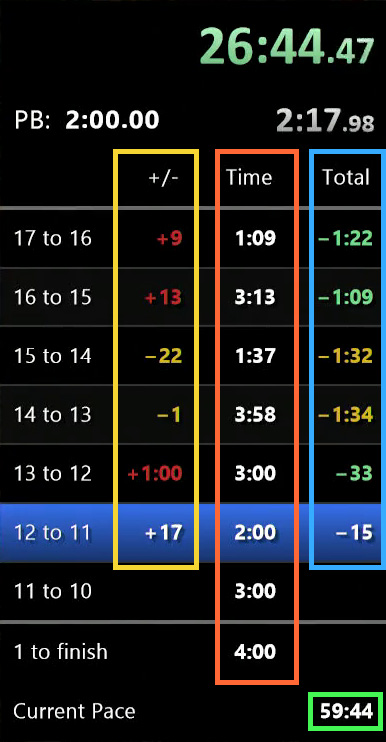 26:44.47
PB: 2:00.00 2:17.98
+/- Time Total
17 to 16 +9 1:09 −1:22
16 to 15 +13 3:13 −1:09
15 to 14 −22 1:37 −1:32
14 to 13 −1 3:58 −1:34
13 to 12 +1:00 3:00 −33
12 to 11 +17 2:00 −15
11 to 10 3:00
1 to finish 4:00
Current Pace 59:44